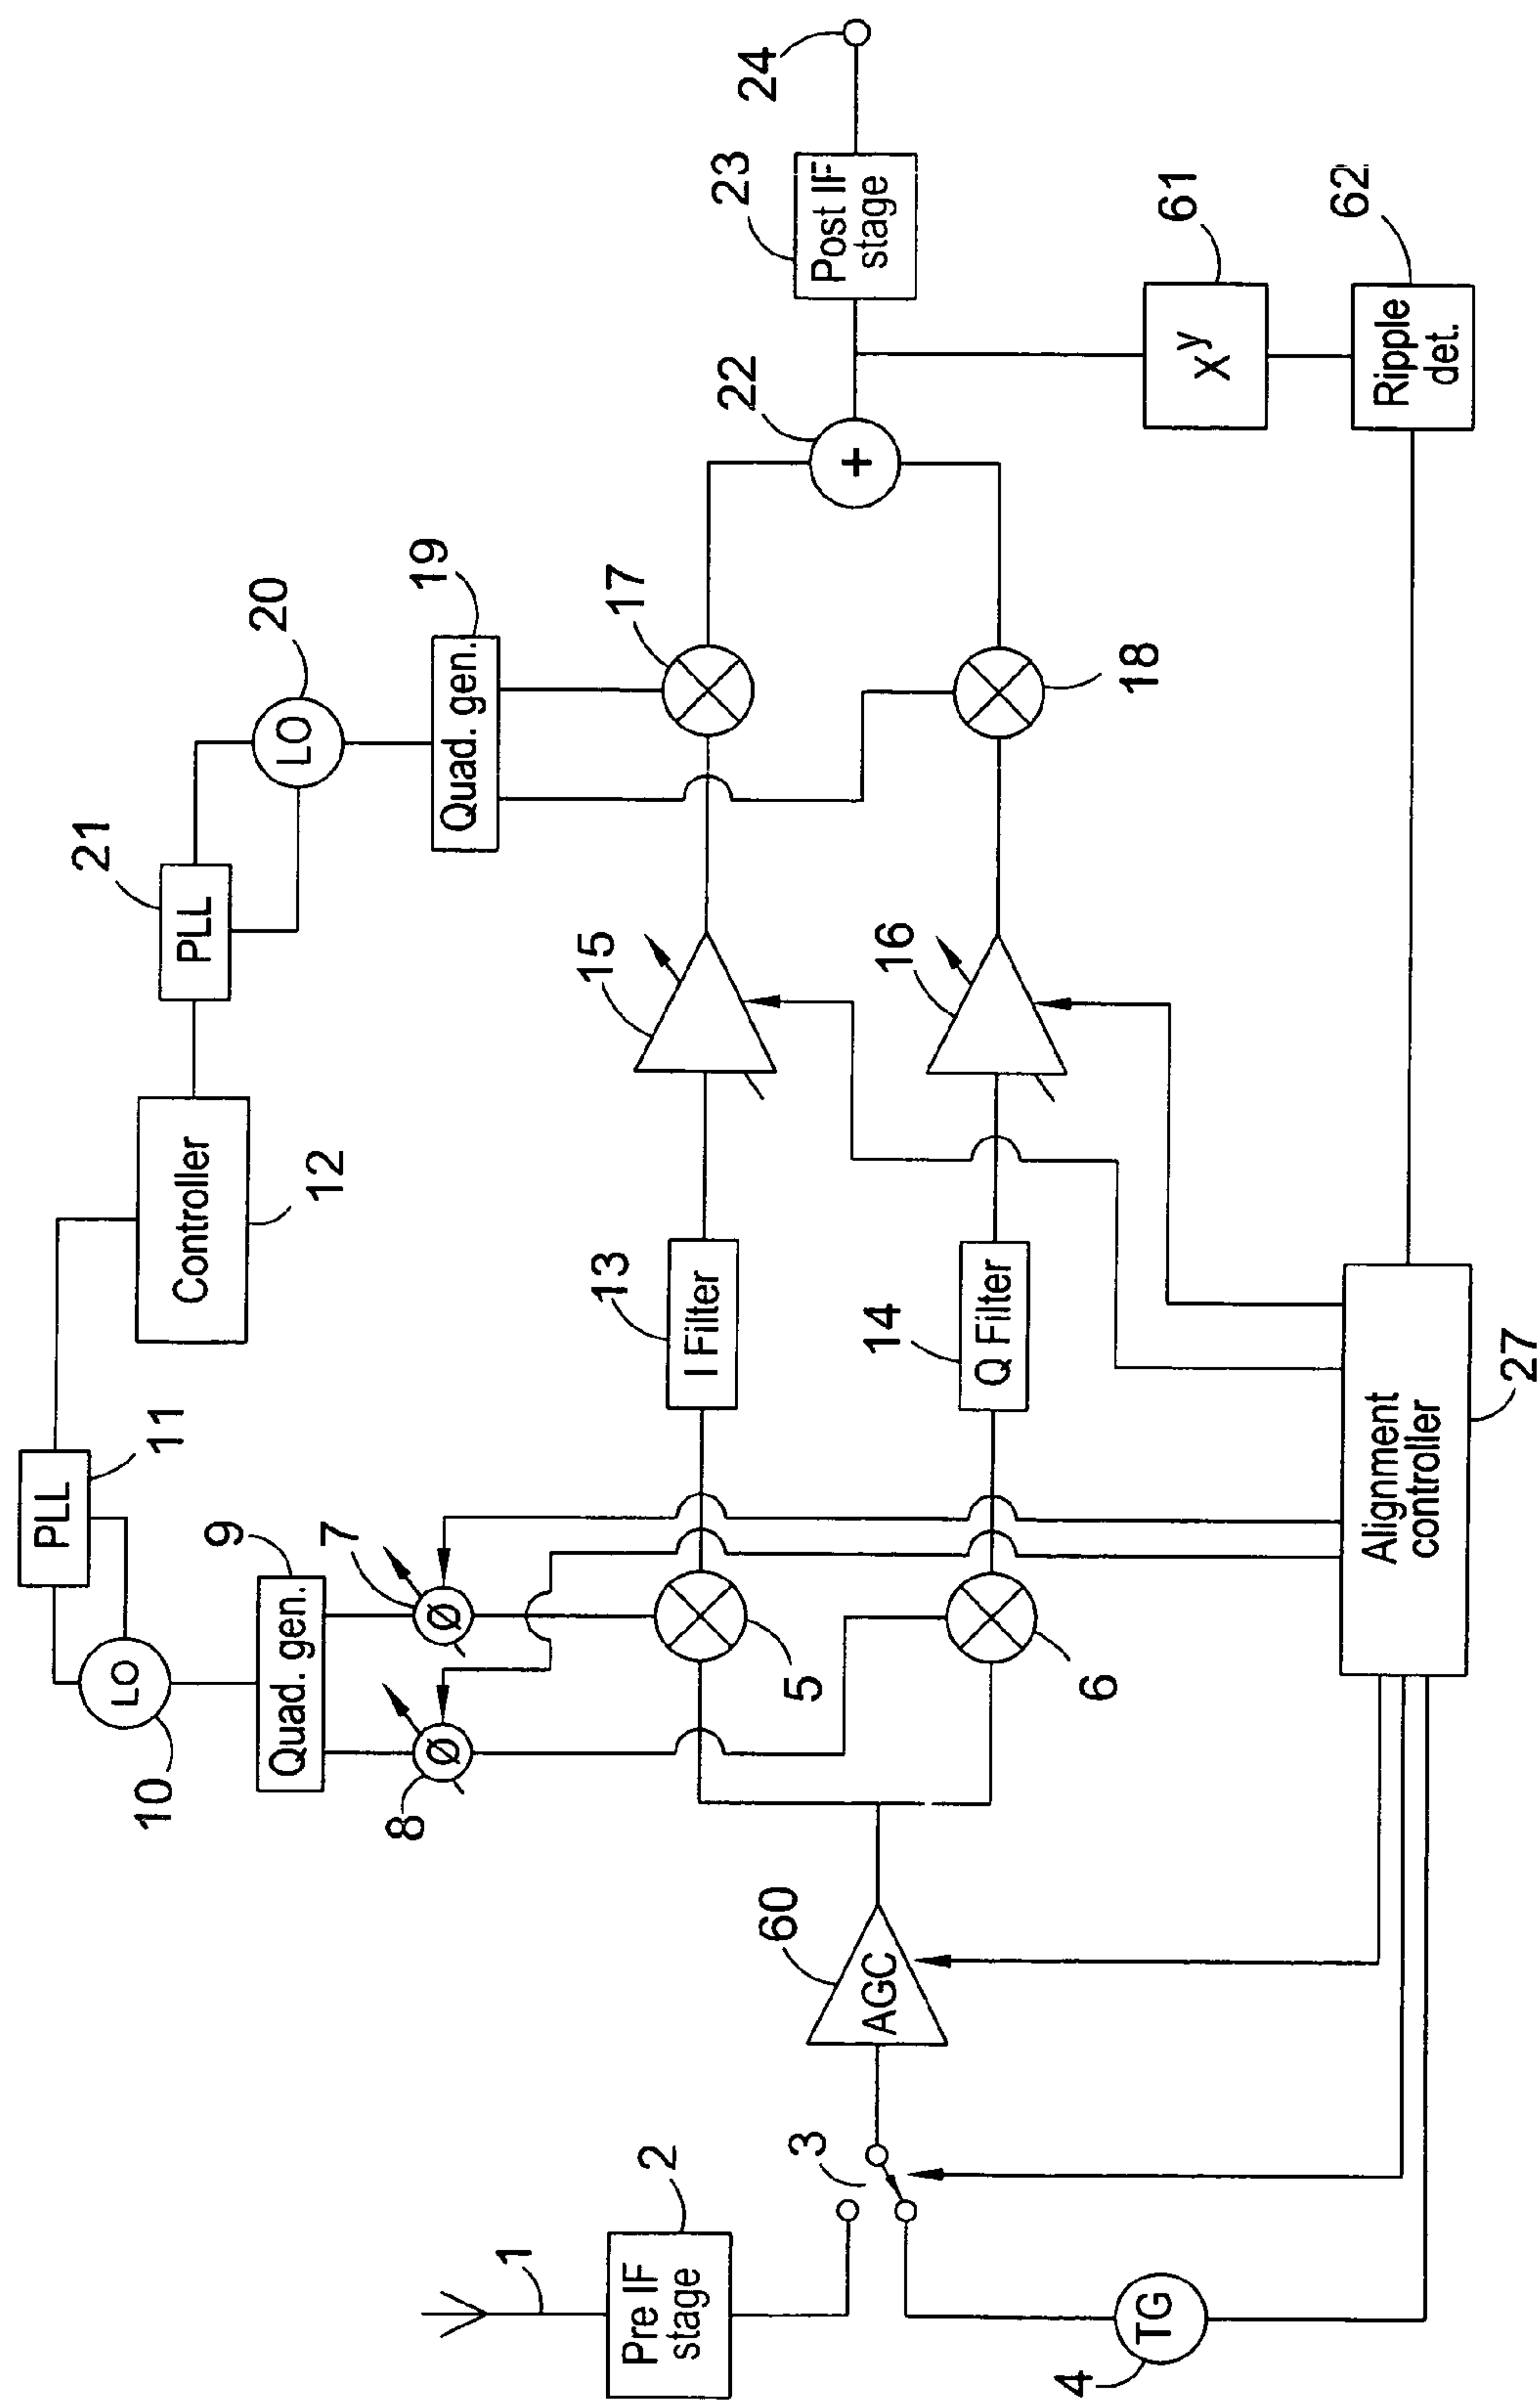 1
Pre IF
stage
2
3
TG
4
AGC
60
LO
10
PLL
11
Quad. gen.
9
7
Ø
8
Ø
5
6
Controller
12
I Filter
13
Q Filter
14
15
16
PLL
21
LO
20
Quad. gen.
19
17
18
+
22
Post IF
stage
23
24
Xʸ
61
Ripple
det.
62
Alignment
controller
27